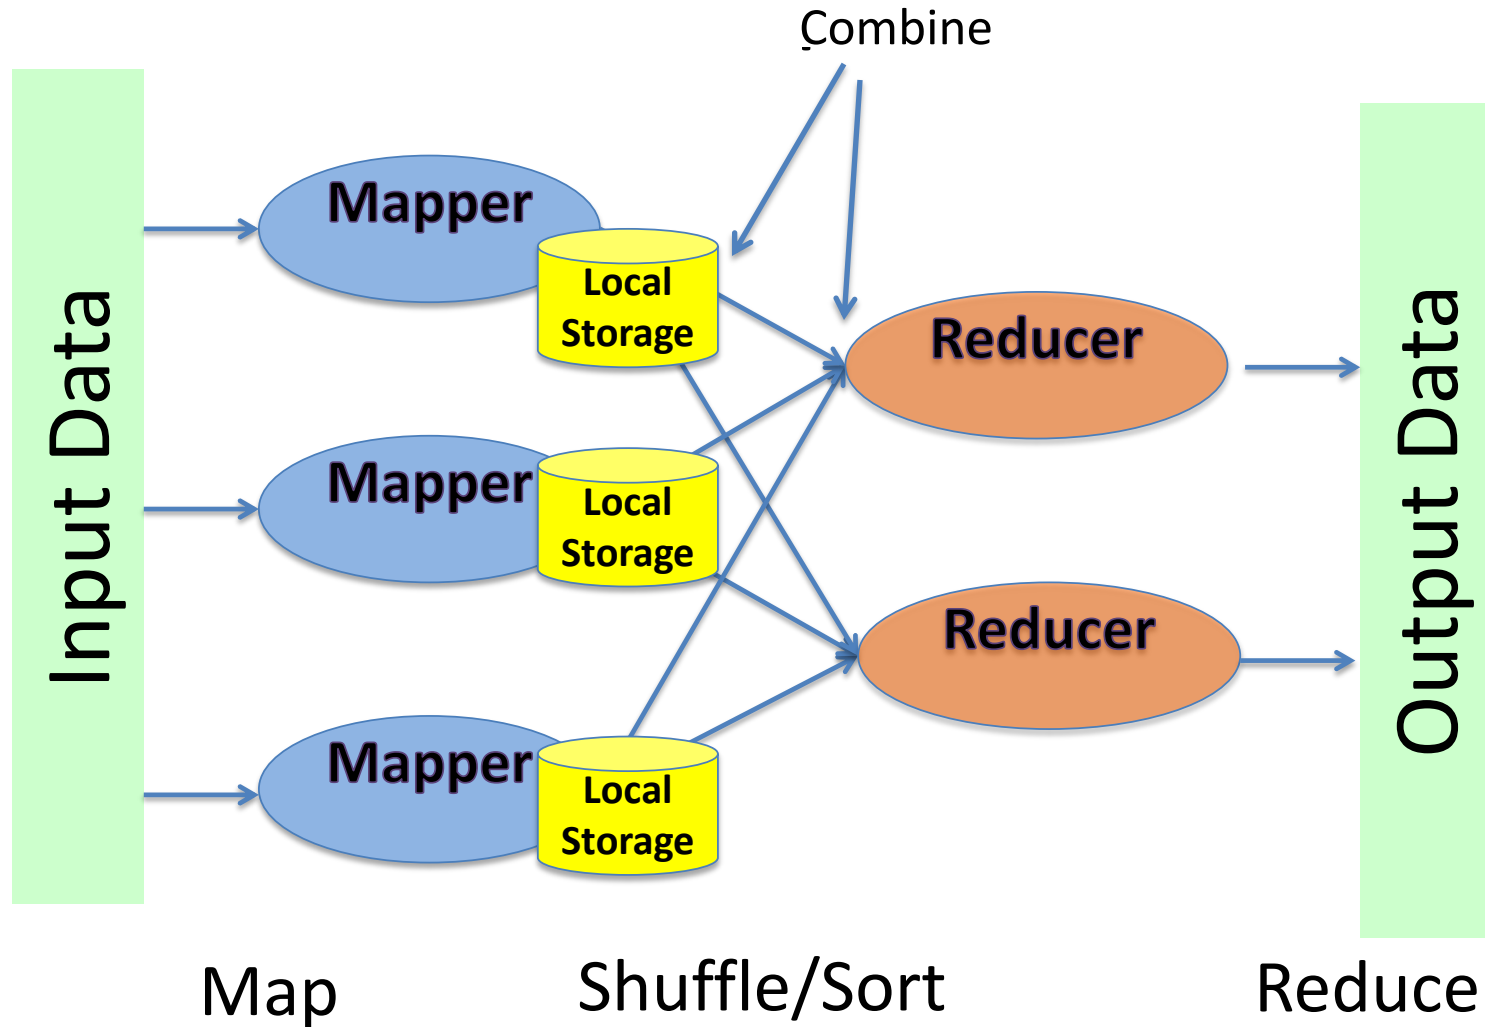 Combine
Input Data
Mapper
Local
Storage
Reducer
Output Data
Mapper
Local
Storage
Reducer
Mapper
Local
Storage
Map
Shuffle/Sort
Reduce